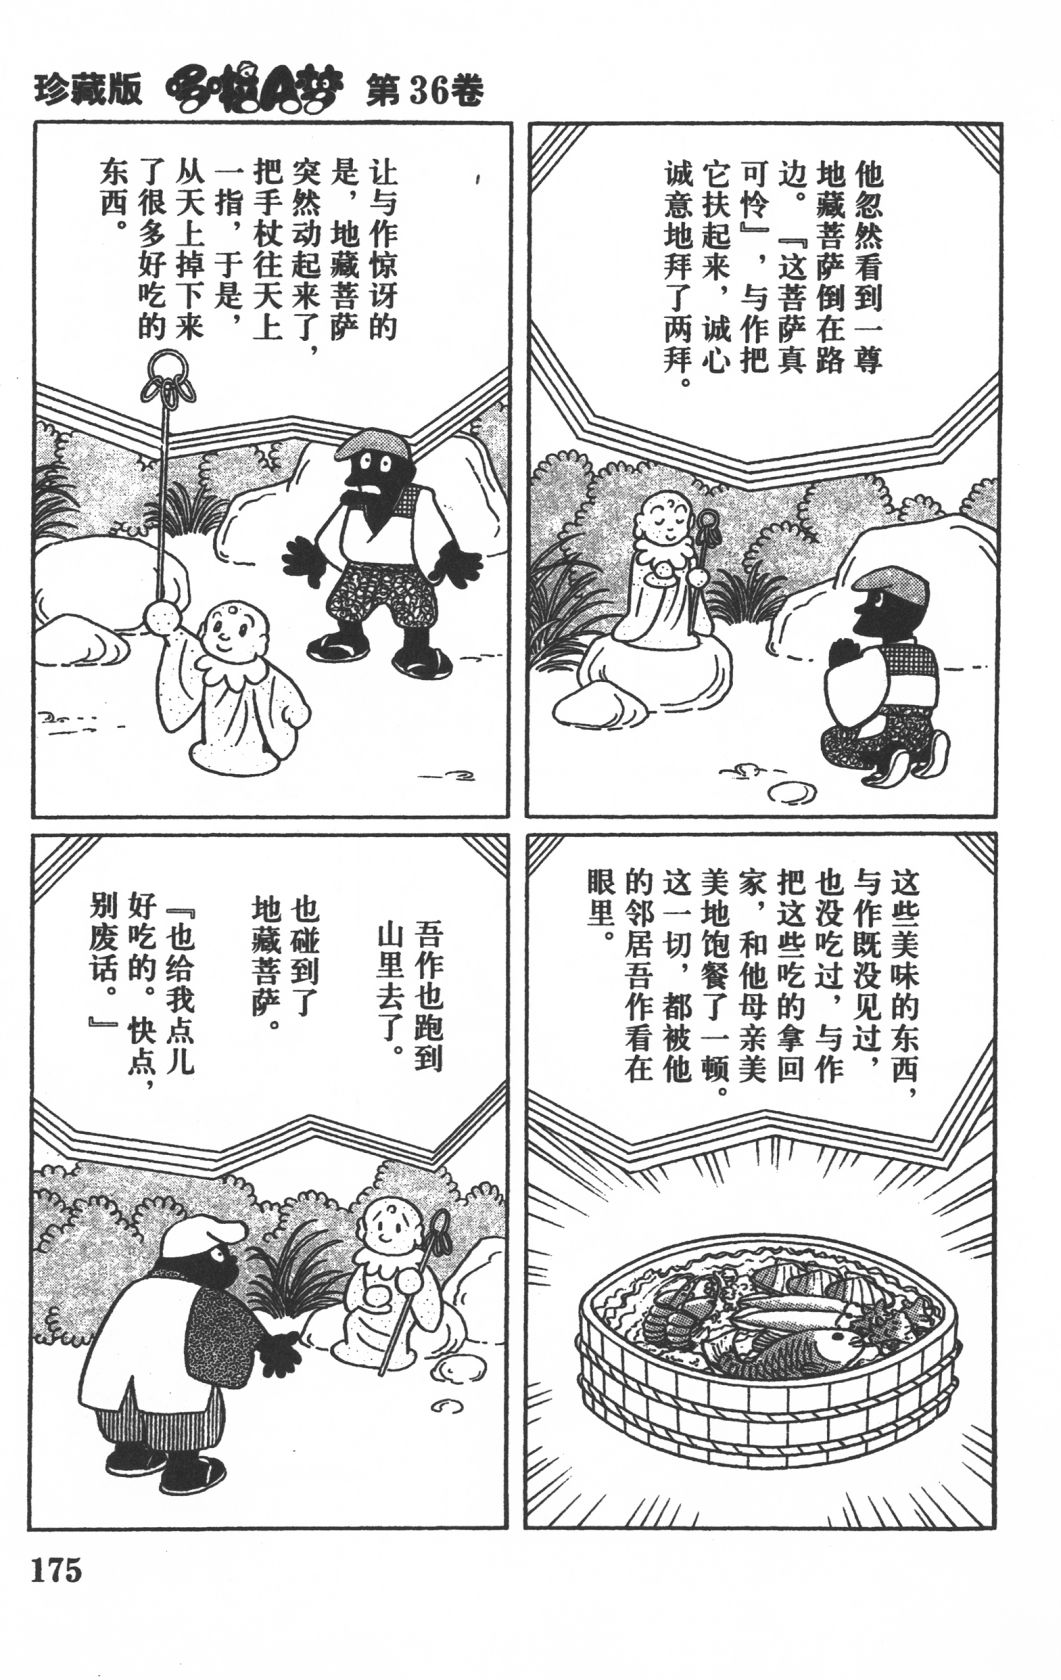 珍藏版 哆啦A梦 第36卷
他忽然看到一尊
地藏菩萨倒在路
边。『这菩萨真
可怜』，与作把
它扶起来，诚心
诚意地拜了两拜。
让与作惊讶的
是，地藏菩萨
突然动起来了，
把手杖往天上
一指，于是，
从天上掉下来
了很多好吃的
东西。
这些美味的东西，
与作既没见过，
也没吃过，与作
把这些吃的拿回
家，和他母亲美
美地饱餐了一顿。
这一切，都被他
的邻居吾作看在
眼里。
吾作也跑到
山里去了。
也碰到了
地藏菩萨。
『也给我点儿
好吃的。快点，
别废话。』
175